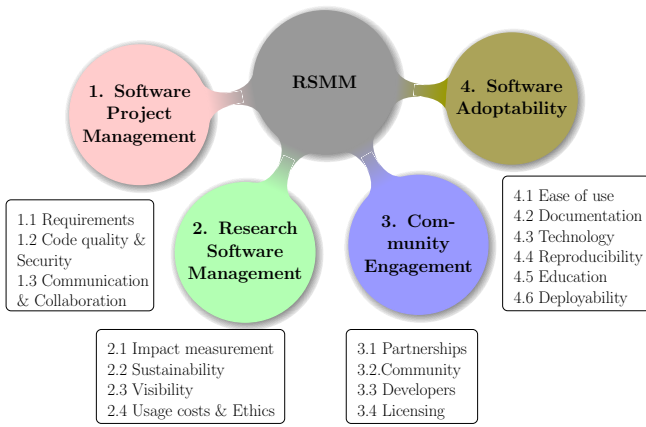 RSMM
1. Software
Project
Management
1.1 Requirements
1.2 Code quality &
Security
1.3 Communication
& Collaboration
2. Research
Software
Management
2.1 Impact measurement
2.2 Sustainability
2.3 Visibility
2.4 Usage costs & Ethics
3. Com-
munity
Engagement
3.1 Partnerships
3.2.Community
3.3 Developers
3.4 Licensing
4. Software
Adoptability
4.1 Ease of use
4.2 Documentation
4.3 Technology
4.4 Reproducibility
4.5 Education
4.6 Deployability